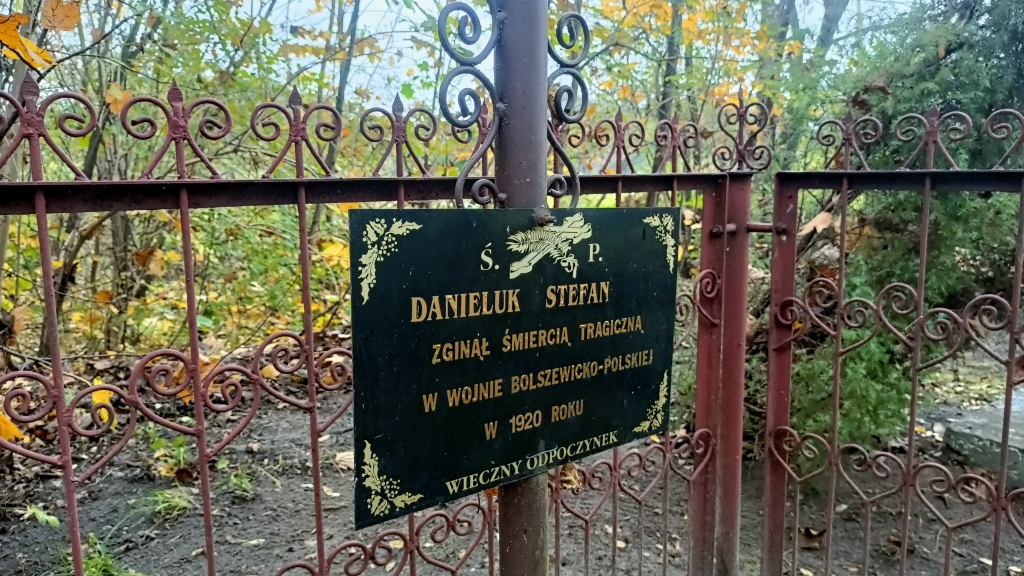 Ś. P.
DANIELUK STEFAN
ZGINĄŁ ŚMIERCIĄ TRAGICZNĄ
W WOJNIE BOLSZEWICKO-POLSKIEJ
W 1920 ROKU
WIECZNY ODPOCZYNEK